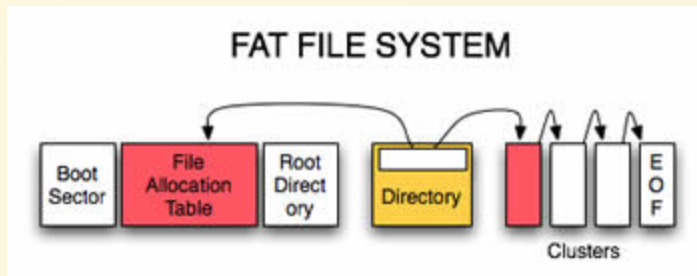 FAT FILE SYSTEM
Boot
Sector
File
Allocation
Table
Root
Direct
ory
Directory
E
O
F
Clusters